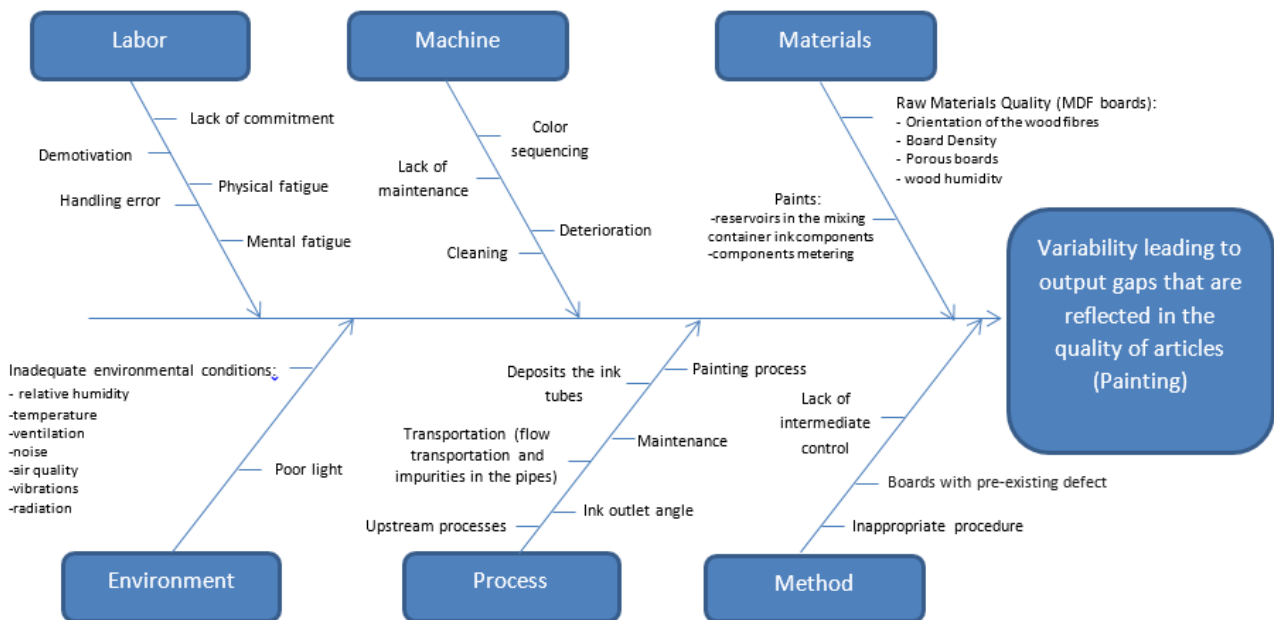 Labor
Machine
Materials
Lack of commitment
Demotivation
Physical fatigue
Handling error
Mental fatigue
Color
sequencing
Lack of
maintenance
Deterioration
Cleaning
Raw Materials Quality (MDF boards):
- Orientation of the wood fibres
- Board Density
- Porous boards
- wood humidity
Paints:
-reservoirs in the mixing
container ink components
-components metering
Variability leading to
output gaps that are
reflected in the
quality of articles
(Painting)
Inadequate environmental conditions:
- relative humidity
-temperature
-ventilation
-noise
-air quality
-vibrations
-radiation
Poor light
Deposits the ink
tubes
Painting process
Transportation (flow
transportation and
impurities in the pipes)
Maintenance
Ink outlet angle
Upstream processes
Lack of
intermediate
control
Boards with pre-existing defect
Inappropriate procedure
Environment
Process
Method